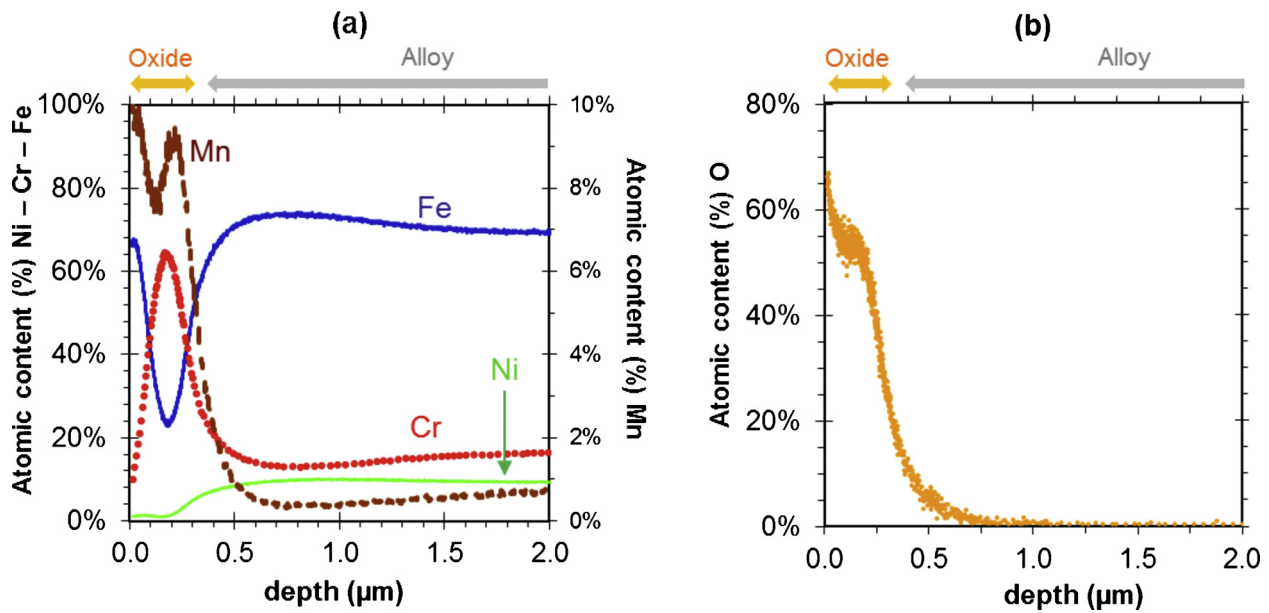 (a)
Oxide
Alloy
Atomic content (%) Ni – Cr – Fe
100%
80%
60%
40%
20%
0%
Mn
Fe
Cr
Ni
10%
8%
6%
4%
2%
0%
Atomic content (%) Mn
0.0
0.5
1.0
1.5
2.0
depth (µm)
(b)
Oxide
Alloy
Atomic content (%) O
80%
60%
40%
20%
0%
0.0
0.5
1.0
1.5
2.0
depth (µm)